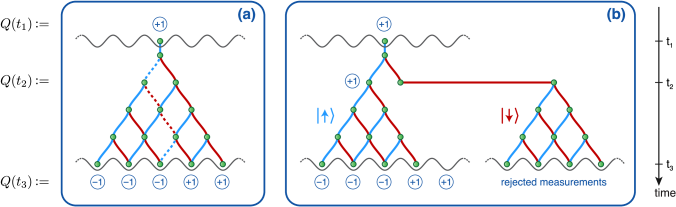 Q(t₁) := +1 (a) +1 (b) t₁
Q(t₂) := +1 t₂
|↑⟩ |↓⟩
Q(t₃) := t₃
−1 −1 −1 +1 +1 −1 −1 −1 +1 +1 rejected measurements
time